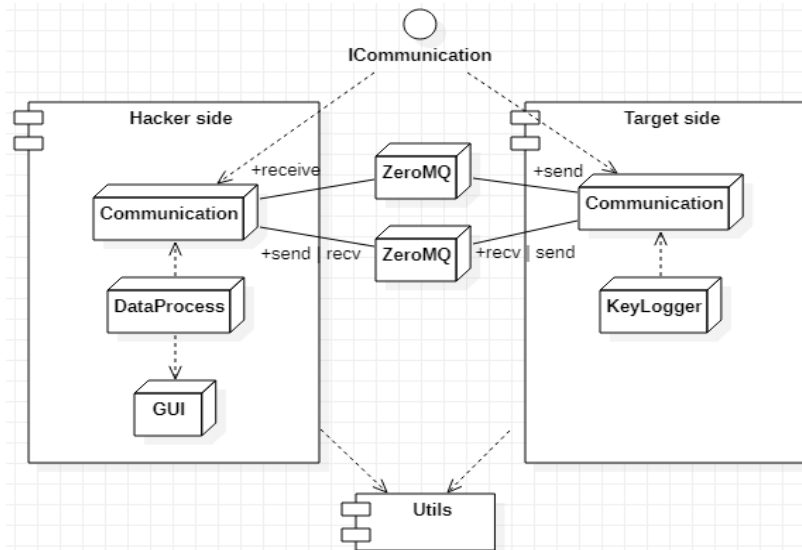 ICommunication
Hacker side
Target side
+receive
ZeroMQ
+send
Communication
Communication
+send | recv
ZeroMQ
+recv | send
DataProcess
KeyLogger
GUI
Utils